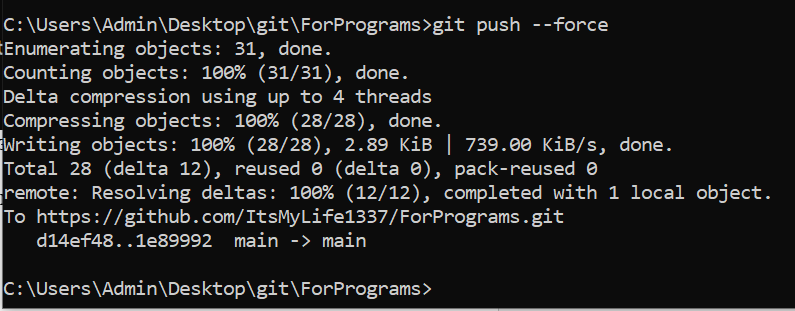 C:\Users\Admin\Desktop\git\ForPrograms>git push --force
Enumerating objects: 31, done.
Counting objects: 100% (31/31), done.
Delta compression using up to 4 threads
Compressing objects: 100% (28/28), done.
Writing objects: 100% (28/28), 2.89 KiB | 739.00 KiB/s, done.
Total 28 (delta 12), reused 0 (delta 0), pack-reused 0
remote: Resolving deltas: 100% (12/12), completed with 1 local object.
To https://github.com/ItsMyLife1337/ForPrograms.git
   d14ef48..1e89992  main -> main
C:\Users\Admin\Desktop\git\ForPrograms>